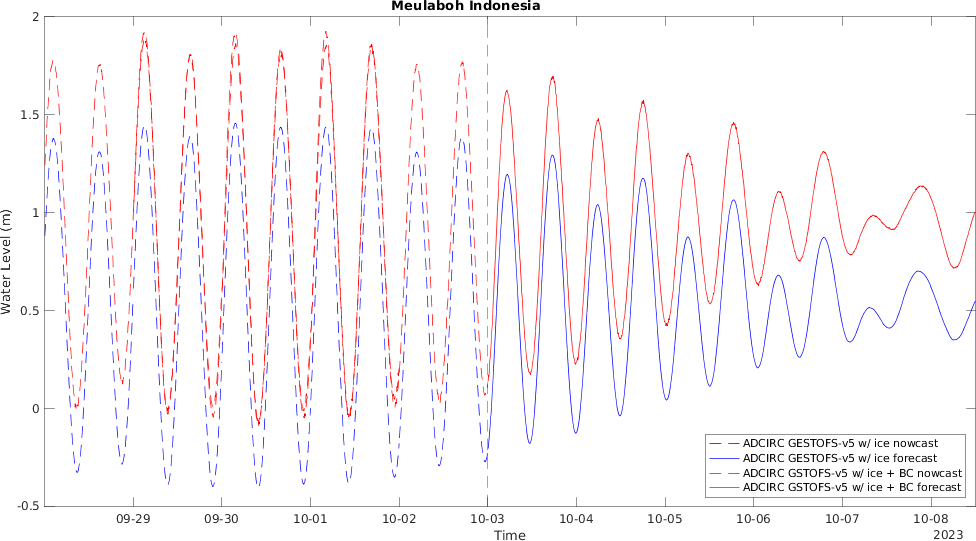 Meulaboh Indonesia
2
1.5
1
0.5
0
-0.5
Water Level (m)
09-29 09-30 10-01 10-02 10-03 10-04 10-05 10-06 10-07 10-08
Time
2023
ADCIRC GESTOFS-v5 w/ ice nowcast
ADCIRC GESTOFS-v5 w/ ice forecast
ADCIRC GSTOFS-v5 w/ ice + BC nowcast
ADCIRC GSTOFS-v5 w/ ice + BC forecast